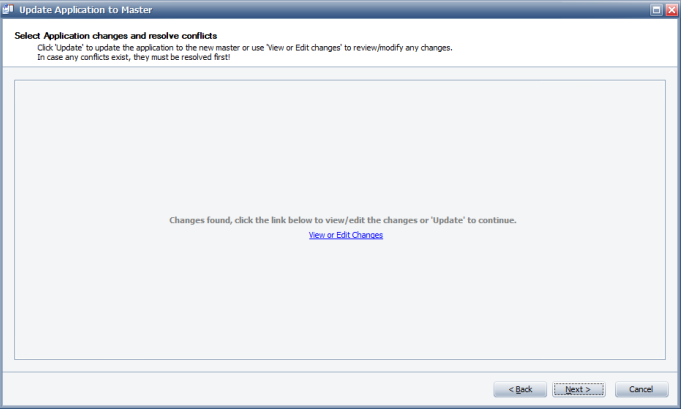 Update Application to Master
Select Application changes and resolve conflicts
Click 'Update' to update the application to the new master or use 'View or Edit changes' to review/modify any changes.
In case any conflicts exist, they must be resolved first!
Changes found, click the link below to view/edit the changes or 'Update' to continue.
View or Edit Changes
< Back
Next >
Cancel